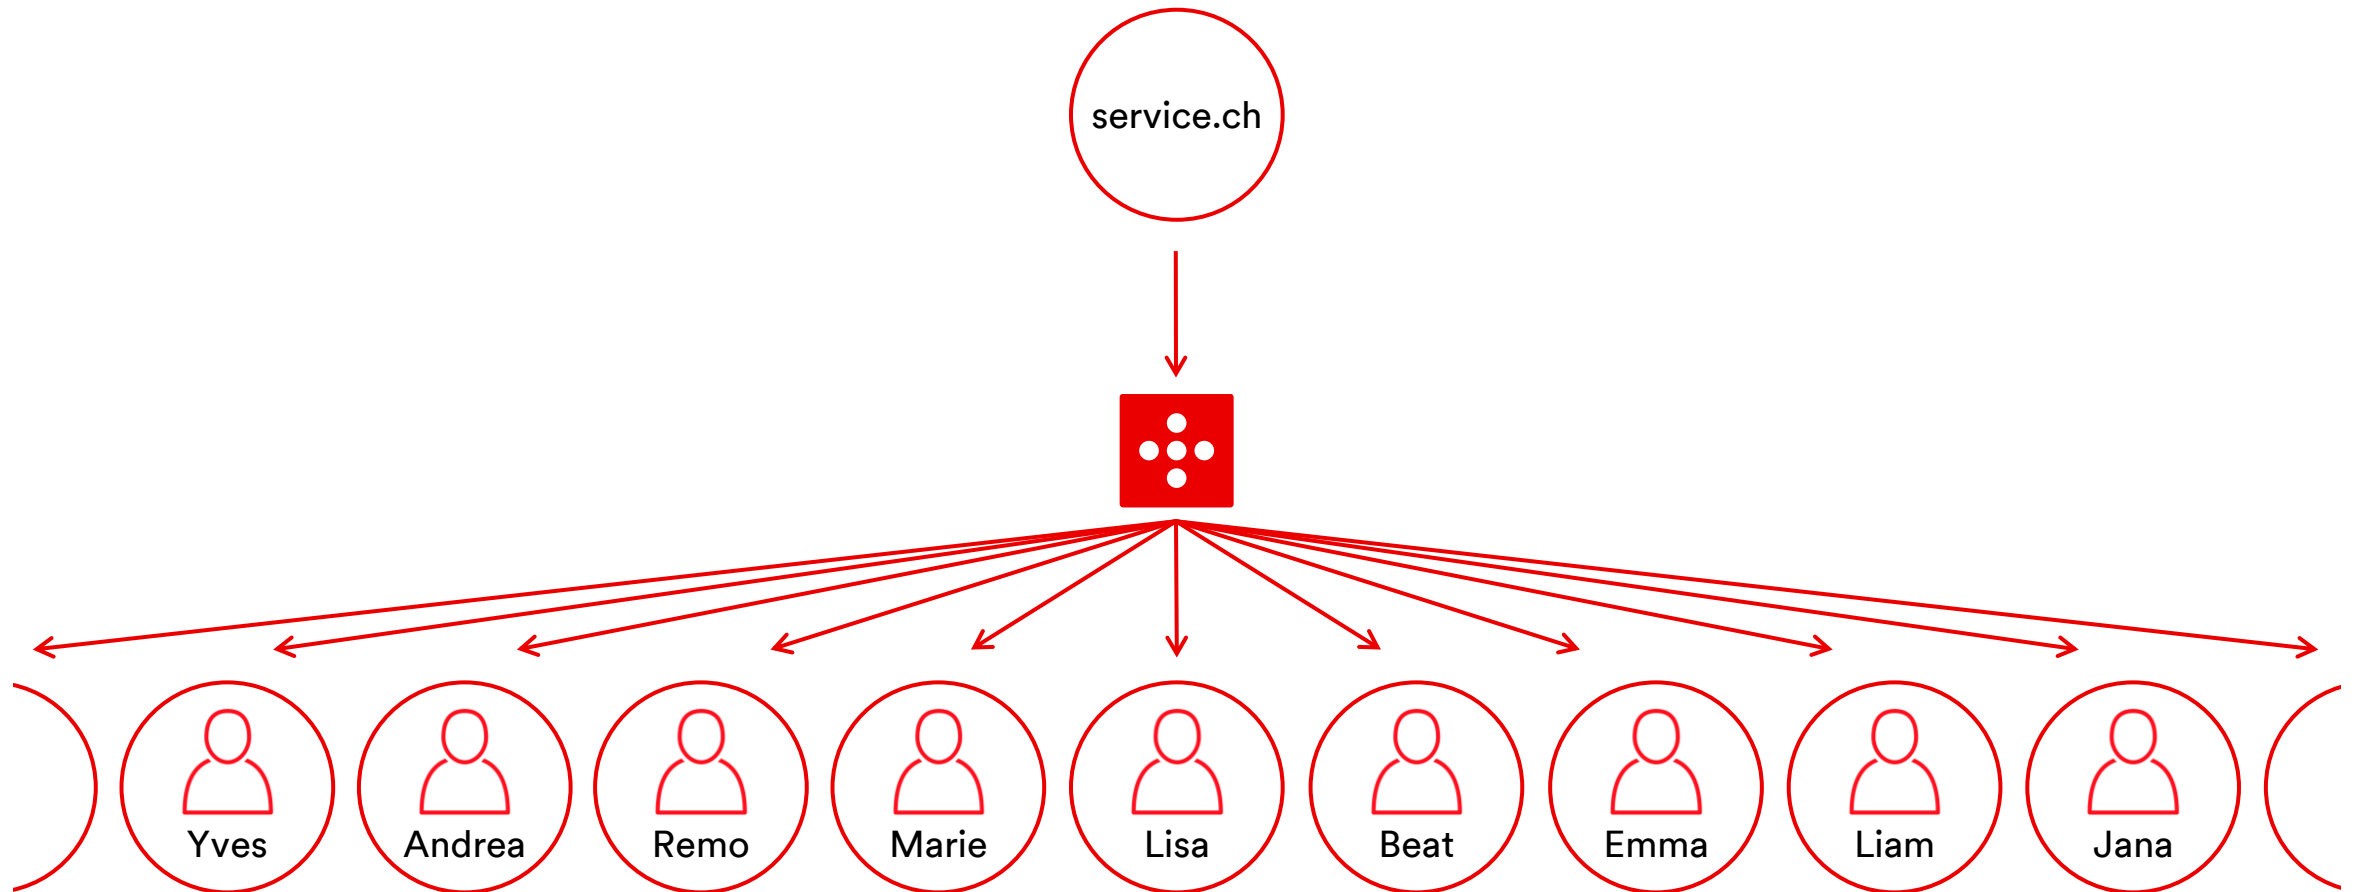 service.ch
Yves
Andrea
Remo
Marie
Lisa
Beat
Emma
Liam
Jana